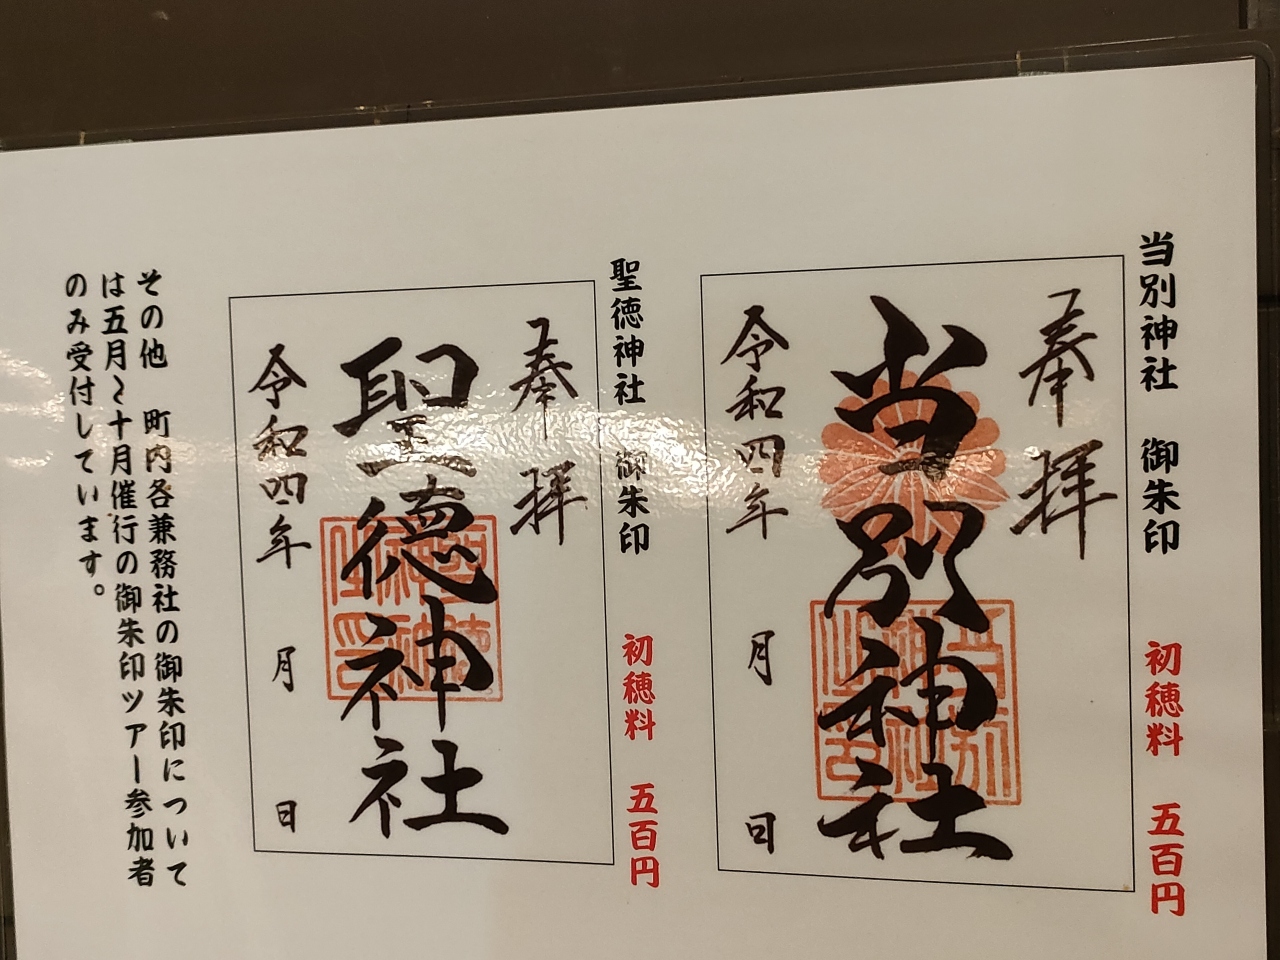 当別神社　御朱印　初穂料　五百円
奉拝
当別神社
令和四年　月　日
聖徳神社　御朱印　初穂料　五百円
奉拝
聖徳神社
令和四年　月　日
その他　町内各兼務社の御朱印について
は五月～十月催行の御朱印ツアー参加者
のみ受付しています。